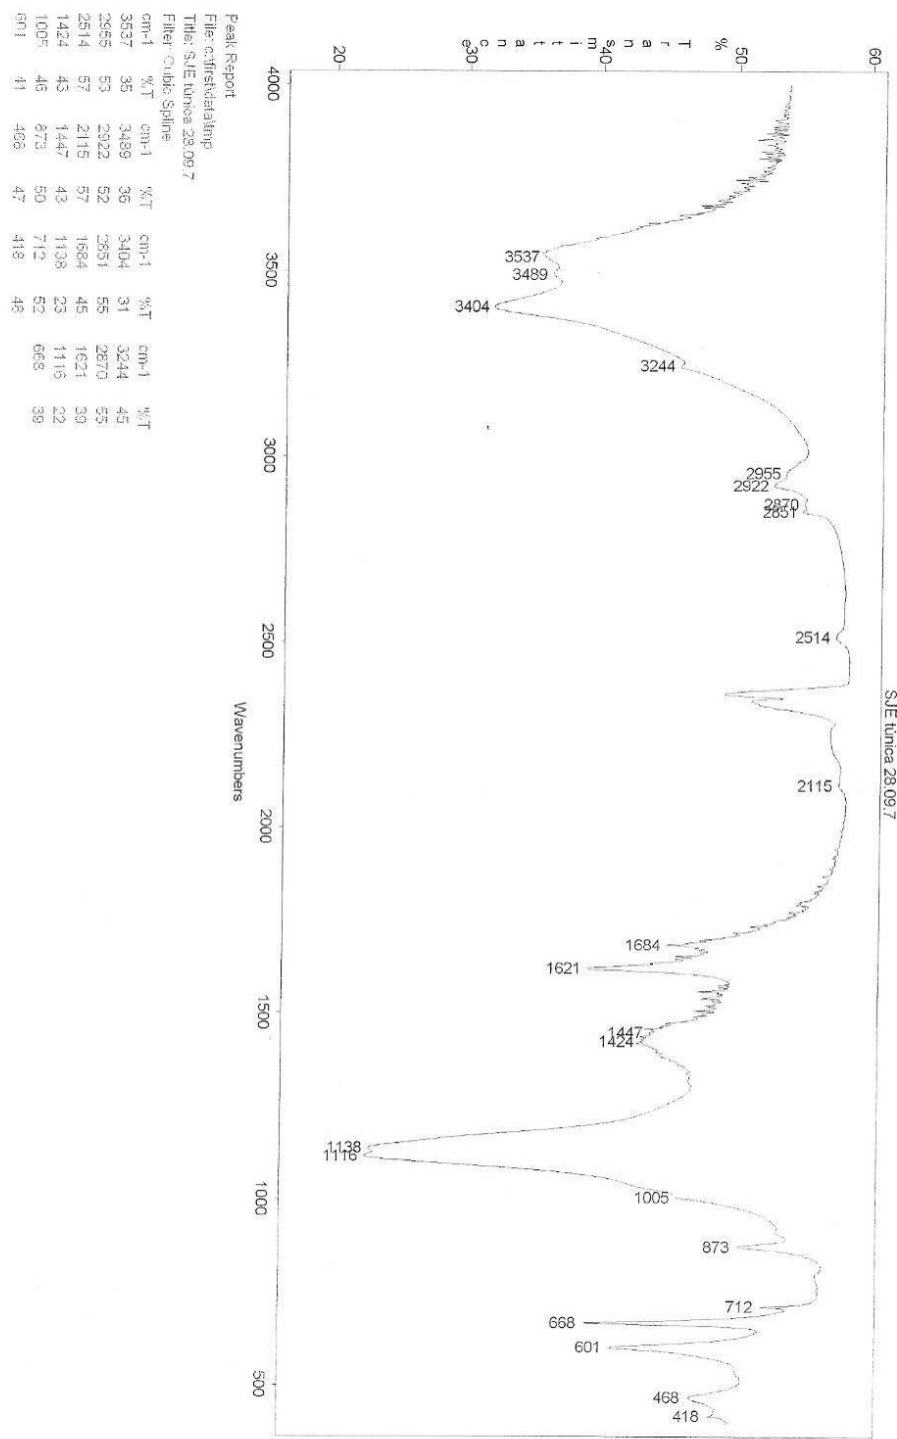 SJE túnica 28.09.7
% Transmittance
60
50
40
30
20
4000
3500
3000
2500
2000
1500
1000
500
Wavenumbers
3537
3489
3404
3244
2955
2922
2870
2851
2514
2115
1684
1621
1447
1424
1138
1116
1005
873
712
668
601
468
418
Peak Report
File: c:\first\data\tmp
Title: SJE túnica 28.09.7
Filter: Cubic Spline
cm-1 %T cm-1 %T cm-1 %T cm-1 %T
3537 35 3489 36 3404 31 3244 45
2955 53 2922 52 2851 55 2870 55
2514 57 2115 57 1684 45 1621 39
1424 43 1447 43 1138 23 1116 22
1005 46 873 50 712 52 668 39
601 41 468 47 418 48